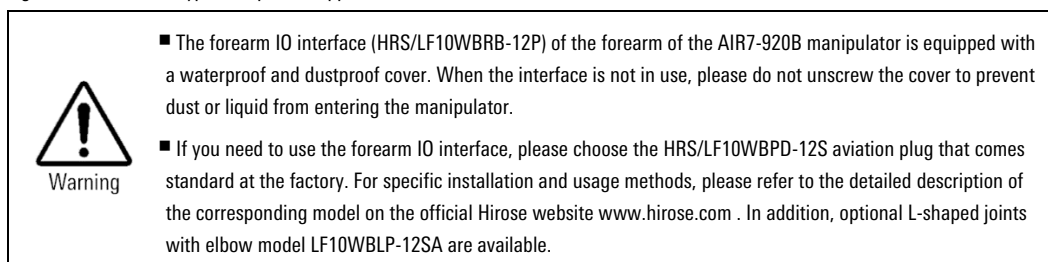 ■ The forearm IO interface (HRS/LF10WBRB-12P) of the forearm of the AIR7-920B manipulator is equipped with
a waterproof and dustproof cover. When the interface is not in use, please do not unscrew the cover to prevent
dust or liquid from entering the manipulator.
■ If you need to use the forearm IO interface, please choose the HRS/LF10WBPD-12S aviation plug that comes
standard at the factory. For specific installation and usage methods, please refer to the detailed description of
the corresponding model on the official Hirose website www.hirose.com . In addition, optional L-shaped joints
with elbow model LF10WBLP-12SA are available.
Warning